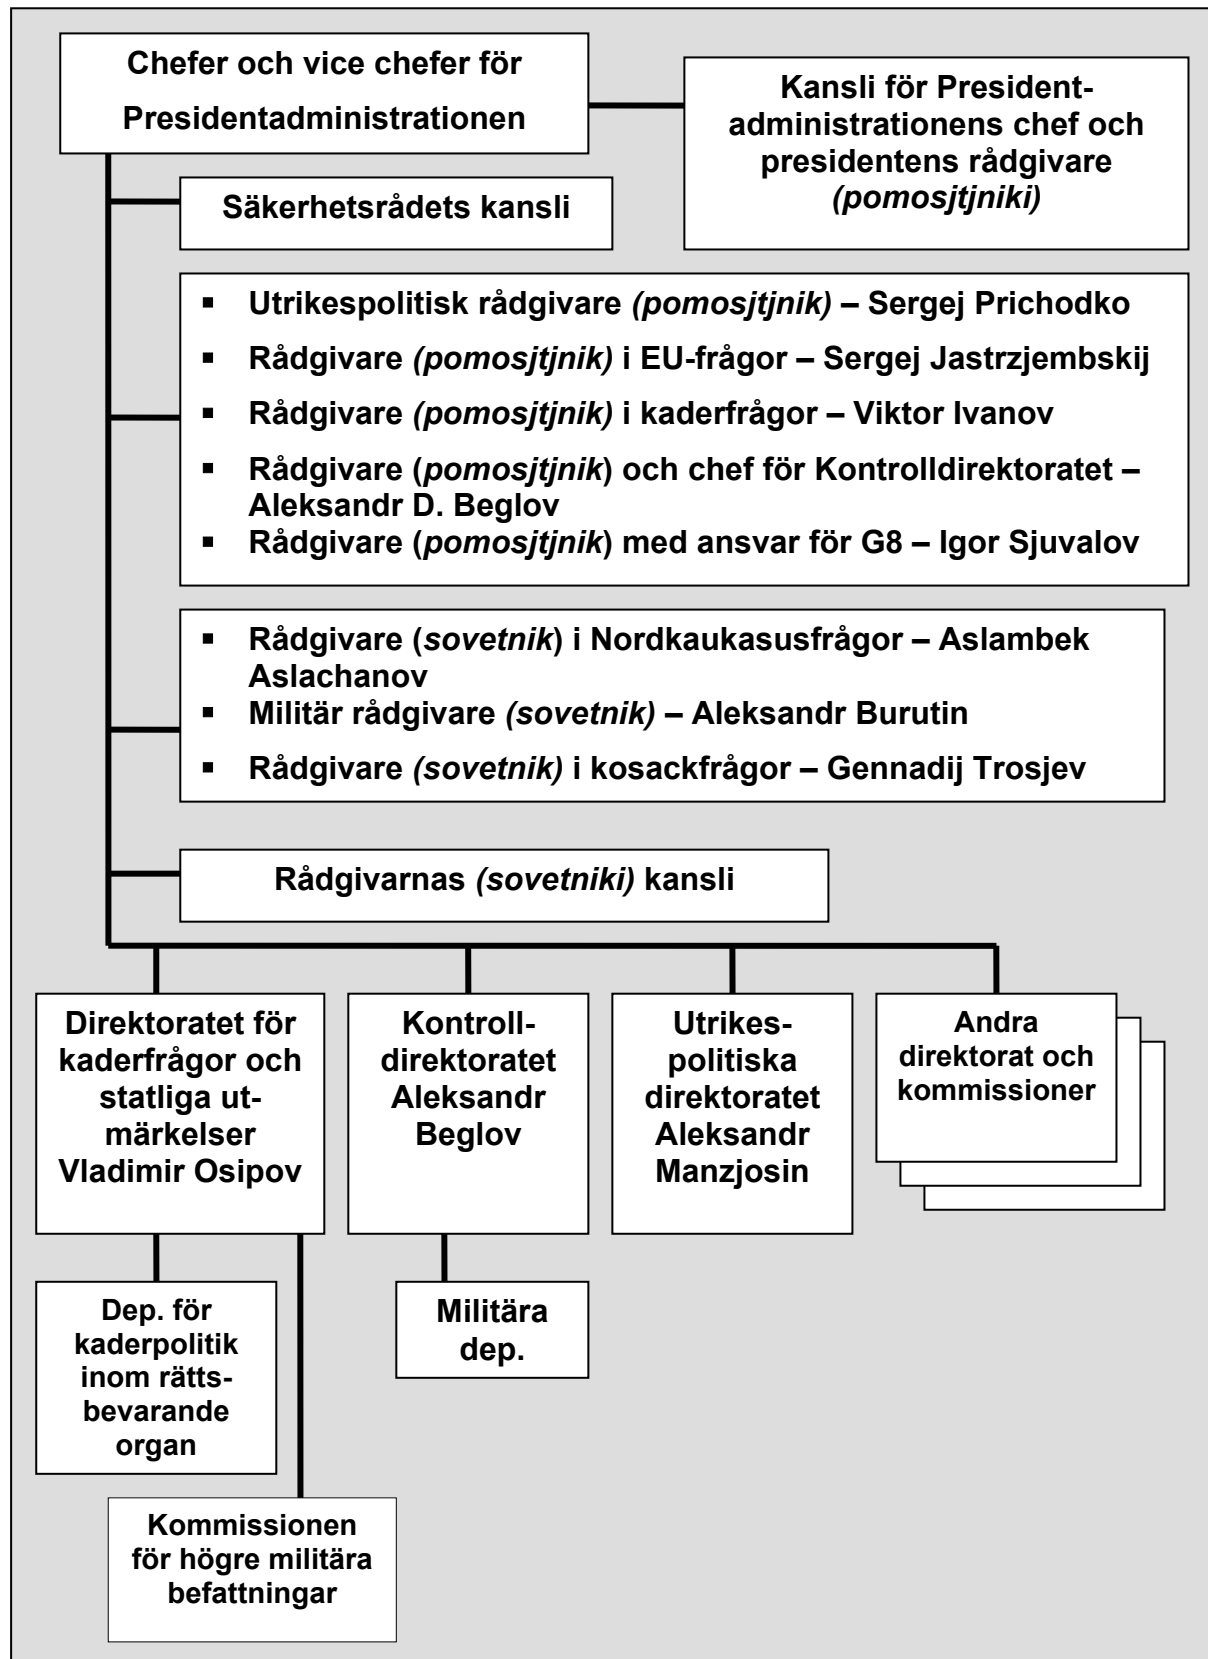 Chefer och vice chefer för
Presidentadministrationen
Kansli för President-
administrationens chef och
presidentens rådgivare
(pomosjtjniki)
Säkerhetsrådets kansli
▪ Utrikespolitisk rådgivare (pomosjtjnik) – Sergej Prichodko
▪ Rådgivare (pomosjtjnik) i EU-frågor – Sergej Jastrzjembskij
▪ Rådgivare (pomosjtjnik) i kaderfrågor – Viktor Ivanov
▪ Rådgivare (pomosjtjnik) och chef för Kontrolldirektoratet –
Aleksandr D. Beglov
▪ Rådgivare (pomosjtjnik) med ansvar för G8 – Igor Sjuvalov
▪ Rådgivare (sovetnik) i Nordkaukasusfrågor – Aslambek
Aslachanov
▪ Militär rådgivare (sovetnik) – Aleksandr Burutin
▪ Rådgivare (sovetnik) i kosackfrågor – Gennadij Trosjev
Rådgivarnas (sovetniki) kansli
Direktoratet för
kaderfrågor och
statliga ut-
märkelser
Vladimir Osipov
Kontroll-
direktoratet
Aleksandr
Beglov
Utrikes-
politiska
direktoratet
Aleksandr
Manzjosin
Andra
direktorat och
kommissioner
Dep. för
kaderpolitik
inom rätts-
bevarande
organ
Militära
dep.
Kommissionen
för högre militära
befattningar